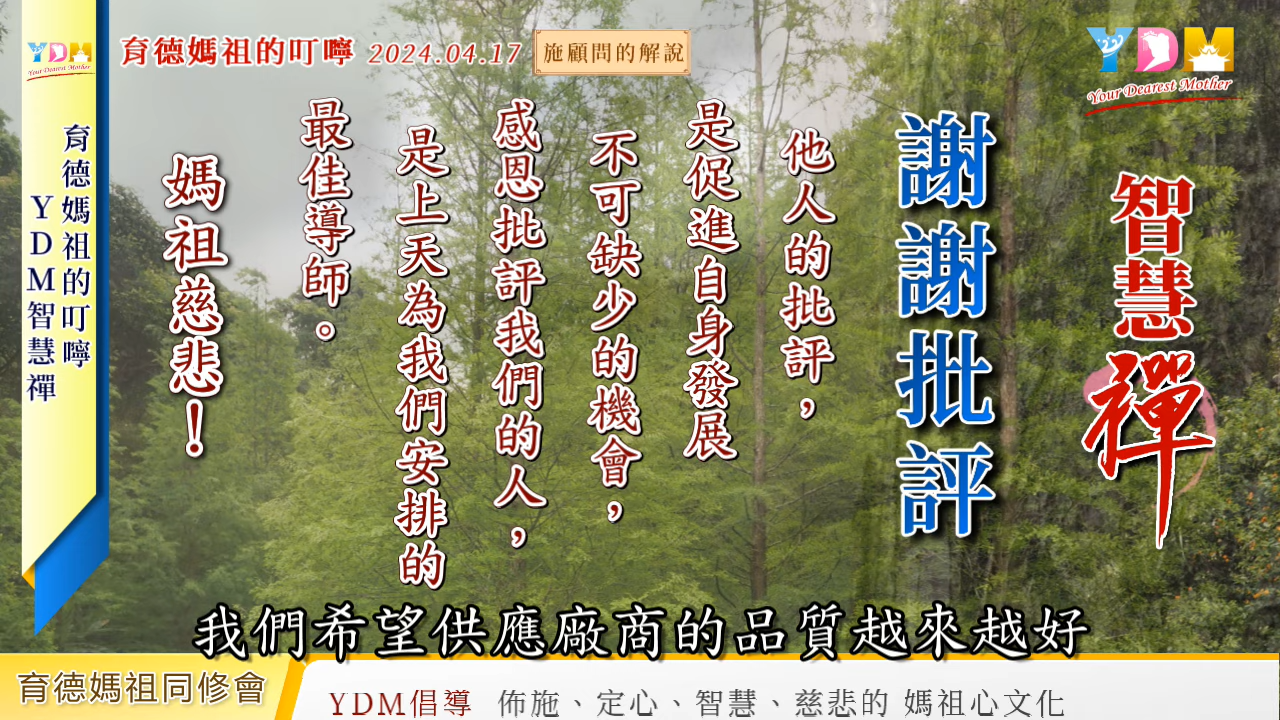 育德媽祖的叮嚀 2024.04.17 施顧問的解說
YDM
Your Dearest Mother
YDM
Your Dearest Mother
智慧禪
謝謝批評
他人的批評，
是促進自身發展
不可缺少的機會，
感恩批評我們的人，
是上天為我們安排的
最佳導師。
媽祖慈悲！
育德媽祖的叮嚀
YDM智慧禪
我們希望供應廠商的品質越來越好
育德媽祖同修會
YDM倡導 佈施、定心、智慧、慈悲的 媽祖心文化